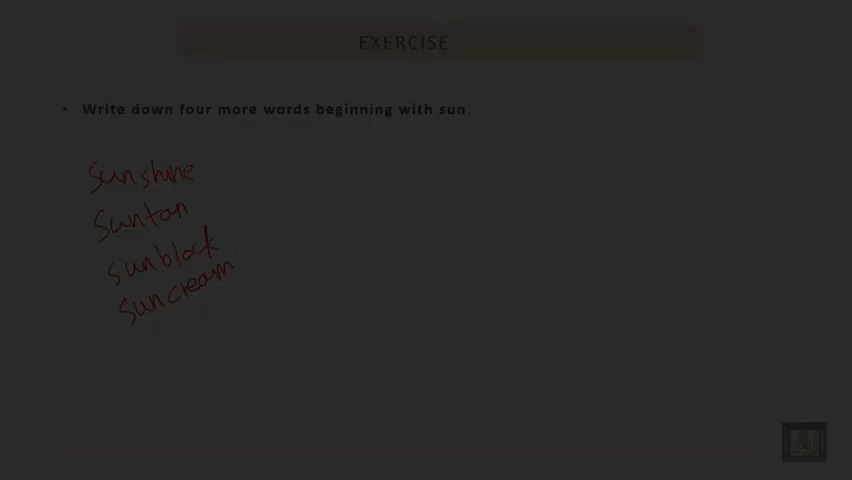 EXERCISE
• Write down four more words beginning with sun.
Sunshine
Suntan
sunblock
suncream